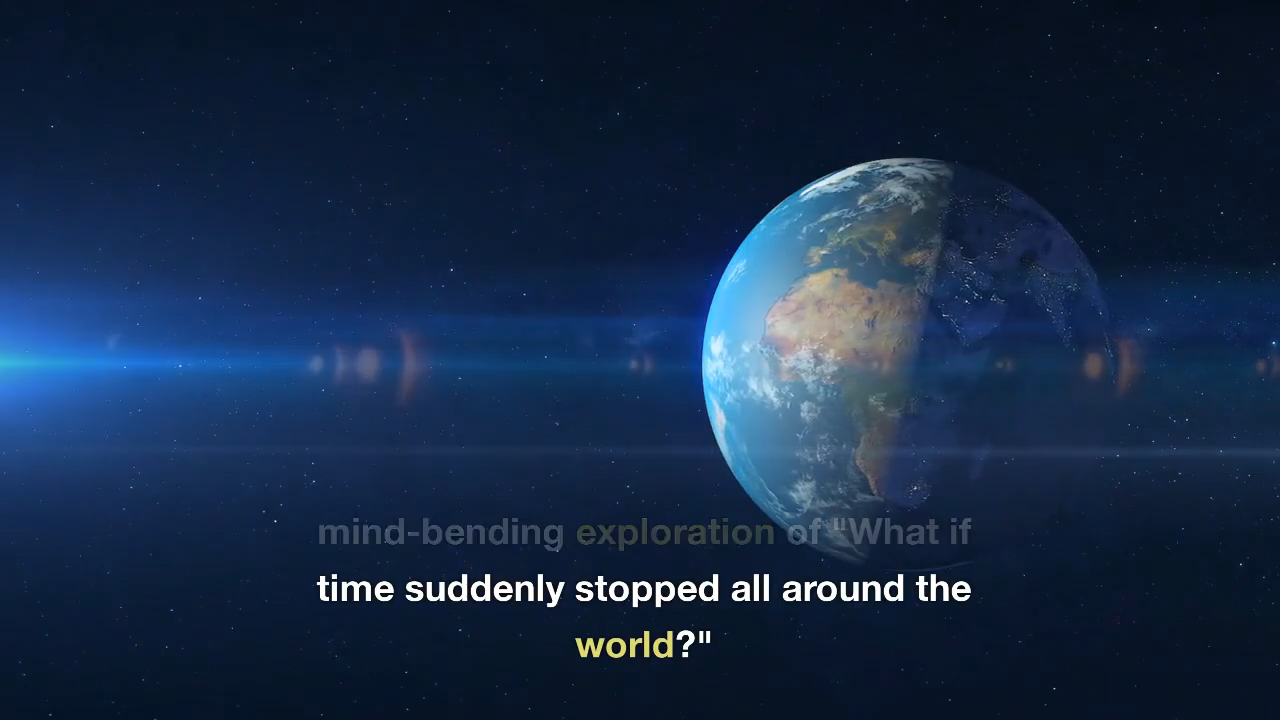 mind-bending exploration of "What if
time suddenly stopped all around the
world?"